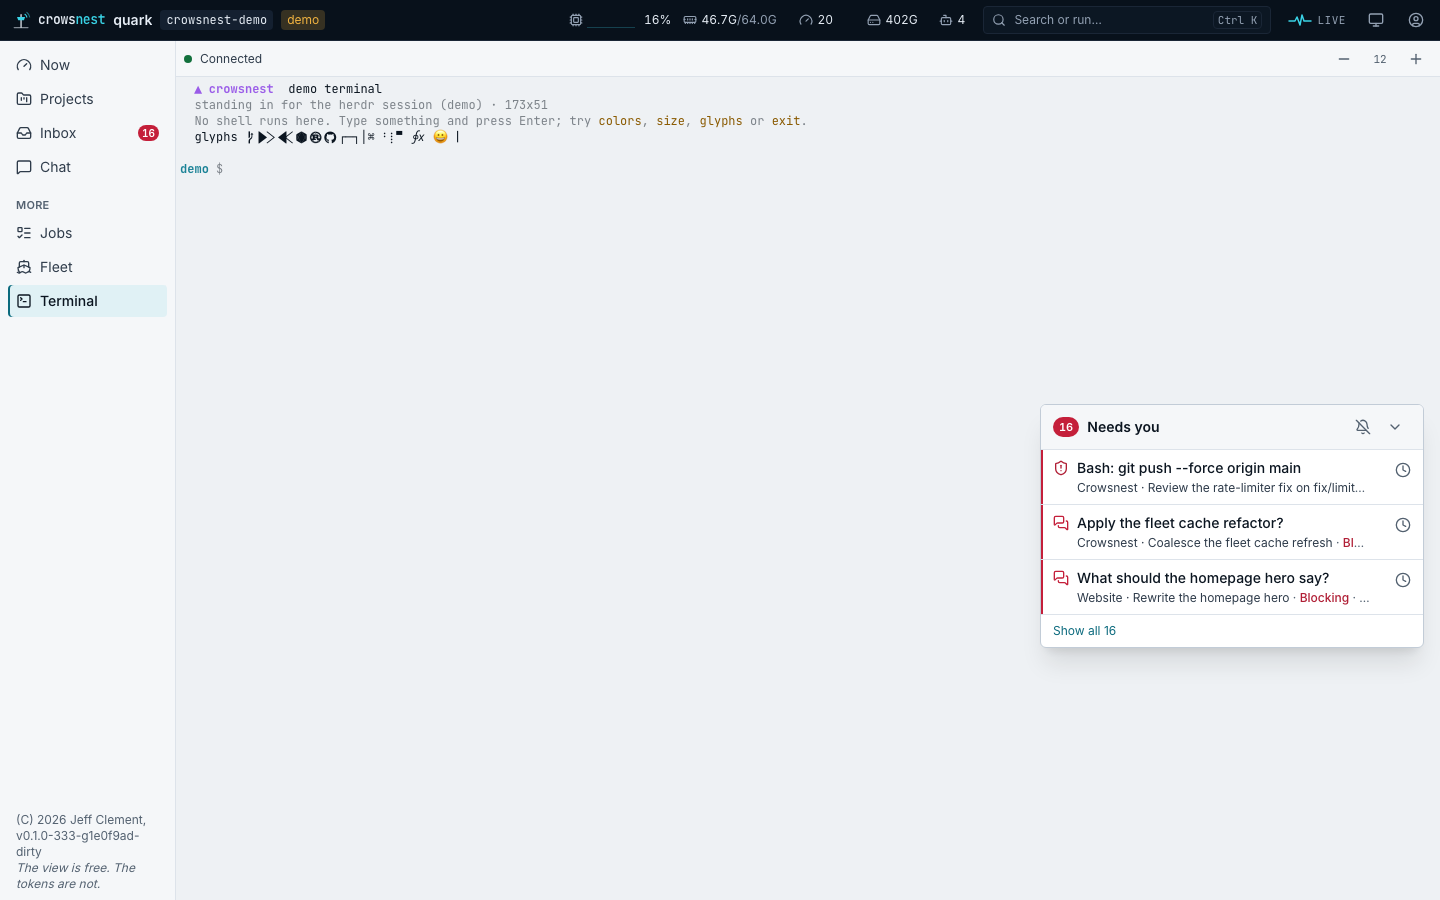 crowsnest quark crowsnest-demo demo 16% 46.7G/64.0G 20 402G 4 Search or run... Ctrl K LIVE
Now
Projects
Inbox 16
Chat
MORE
Jobs
Fleet
Terminal
Connected 12
▲ crowsnest demo terminal
standing in for the herdr session (demo) · 173x51
No shell runs here. Type something and press Enter; try colors, size, glyphs or exit.
glyphs
demo $
16 Needs you
Bash: git push --force origin main
Crowsnest · Review the rate-limiter fix on fix/limit...
Apply the fleet cache refactor?
Crowsnest · Coalesce the fleet cache refresh · Bl...
What should the homepage hero say?
Website · Rewrite the homepage hero · Blocking · ...
Show all 16
(C) 2026 Jeff Clement,
v0.1.0-333-g1e0f9ad-
dirty
The view is free. The
tokens are not.